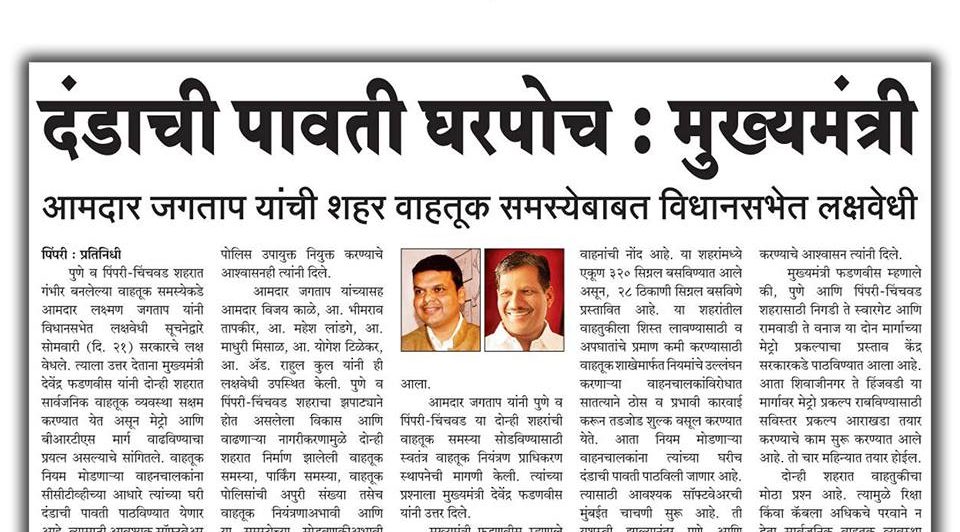 दंडाची पावती घरपोच : मुख्यमंत्री
आमदार जगताप यांची शहर वाहतूक समस्येबाबत विधानसभेत लक्षवेधी
पिंपरी : प्रतिनिधी
पुणे व पिंपरी-चिंचवड शहरात
गंभीर बनलेल्या वाहतूक समस्येकडे
आमदार लक्ष्मण जगताप यांनी
विधानसभेत लक्षवेधी सूचनेद्वारे
सोमवारी (दि. २१) सरकारचे लक्ष
वेधले. त्याला उत्तर देताना मुख्यमंत्री
देवेंद्र फडणवीस यांनी दोन्ही शहरात
सार्वजनिक वाहतूक व्यवस्था सक्षम
करण्यात येत असून मेट्रो आणि
बीआरटीएस मार्ग वाढविण्याचा
प्रयत्न असल्याचे सांगितले. वाहतूक
नियम मोडणाऱ्या वाहनचालकांना
सीसीटीव्हीच्या आधारे त्यांच्या घरी
दंडाची पावती पाठविण्यात येणार
पोलिस उपायुक्त नियुक्त करण्याचे
आश्वासनही त्यांनी दिले.
आमदार जगताप यांच्यासह
आमदार विजय काळे, आ. भीमराव
तापकीर, आ. महेश लांडगे, आ.
माधुरी मिसाळ, आ. योगेश टिळेकर,
आ. अ‍ॅड. राहुल कुल यांनी ही
लक्षवेधी उपस्थित केली. पुणे व
पिंपरी-चिंचवड शहराचा झपाट्याने
होत असलेला विकास आणि
वाढणाऱ्या नागरीकरणामुळे दोन्ही
शहरात निर्माण झालेली वाहतूक
समस्या, पार्किंग समस्या, वाहतूक
पोलिसांची अपुरी संख्या तसेच
वाहतूक नियंत्रणाअभावी आणि
आला.
आमदार जगताप यांनी पुणे व
पिंपरी-चिंचवड या दोन्ही शहरांची
वाहतूक समस्या सोडविण्यासाठी
स्वतंत्र वाहतूक नियंत्रण प्राधिकरण
स्थापनेची मागणी केली. त्यांच्या
प्रश्नाला मुख्यमंत्री देवेंद्र फडणवीस
यांनी उत्तर दिले.
मुख्यमंत्री फडणवीस म्हणाले
वाहनांची नोंद आहे. या शहरांमध्ये
एकूण ३२० सिग्नल बसविण्यात आले
असून, २८ ठिकाणी सिग्नल बसविणे
प्रस्तावित आहे. या शहरांतील
वाहतुकीला शिस्त लावण्यासाठी व
अपघातांचे प्रमाण कमी करण्यासाठी
वाहतूक शाखेमार्फत नियमांचे उल्लंघन
करणाऱ्या वाहनचालकांविरोधात
सातत्याने ठोस व प्रभावी कारवाई
करून तडजोड शुल्क वसूल करण्यात
येते. आता नियम मोडणाऱ्या
वाहनचालकांना त्यांच्या घरीच
दंडाची पावती पाठविली जाणार आहे.
त्यासाठी आवश्यक सॉफ्टवेअरची
मुंबईत चाचणी सुरू आहे. ती
करण्याचे आश्वासन त्यांनी दिले.
मुख्यमंत्री फडणवीस म्हणाले
की, पुणे आणि पिंपरी-चिंचवड
शहरासाठी निगडी ते स्वारगेट आणि
रामवाडी ते वनाज या दोन मार्गाच्या
मेट्रो प्रकल्पाचा प्रस्ताव केंद्र
सरकारकडे पाठविण्यात आला आहे.
आता शिवाजीनगर ते हिंजवडी या
मार्गावर मेट्रो प्रकल्प राबविण्यासाठी
सविस्तर प्रकल्प आराखडा तयार
करण्याचे काम सुरू करण्यात आले
आहे. तो चार महिन्यात तयार होईल.
दोन्ही शहरात वाहतुकीचा
मोठा प्रश्न आहे. त्यामुळे रिक्षा
किंवा कॅबला अधिकचे परवाने न